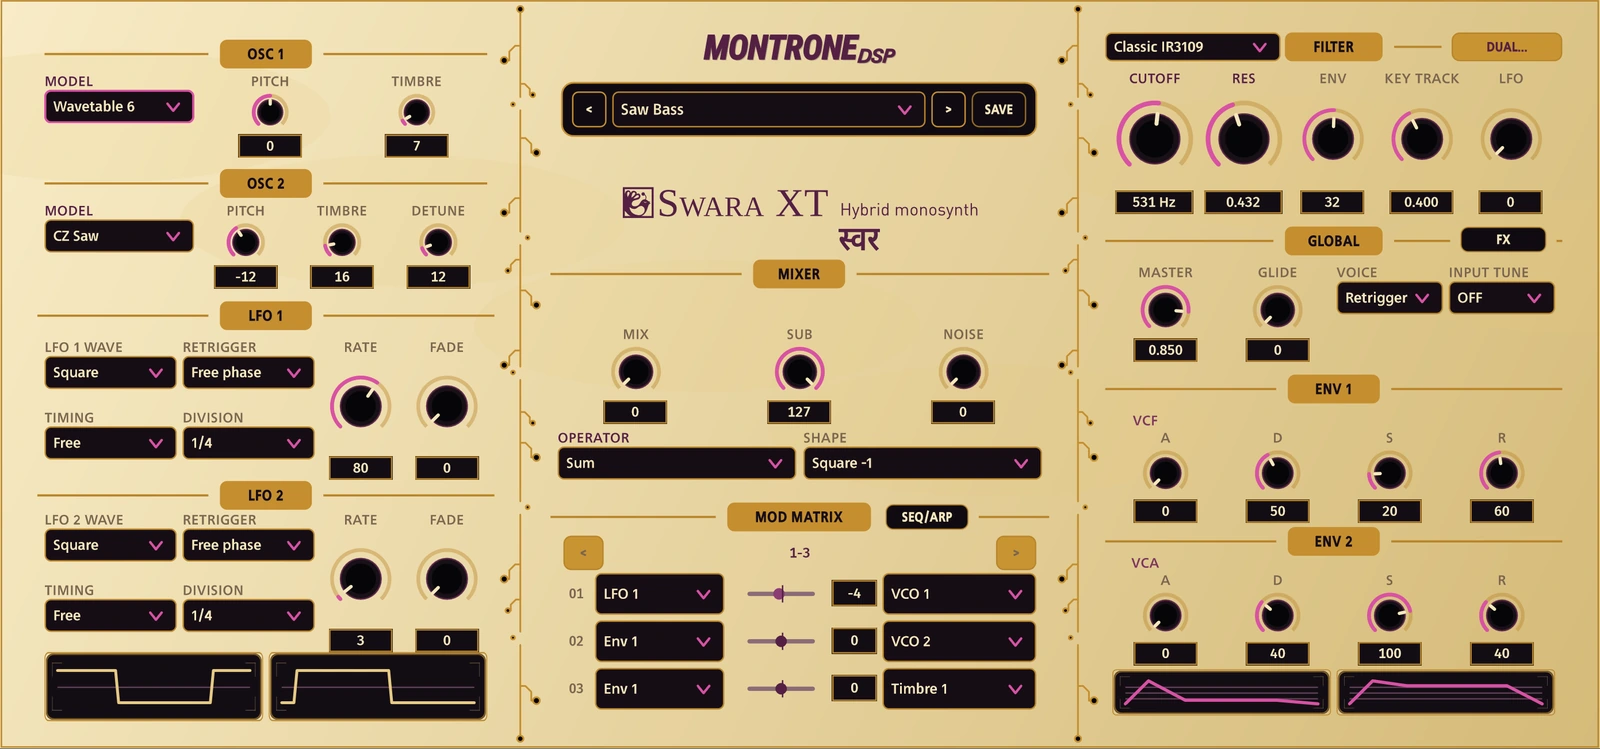 OSC 1
MODEL PITCH TIMBRE
Wavetable 6
0 7
OSC 2
MODEL PITCH TIMBRE DETUNE
CZ Saw
-12 16 12
LFO 1
LFO 1 WAVE RETRIGGER RATE FADE
Square Free phase
TIMING DIVISION
Free 1/4
80 0
LFO 2
LFO 2 WAVE RETRIGGER RATE FADE
Square Free phase
TIMING DIVISION
Free 1/4
3 0
MONTRONE DSP
< Saw Bass > SAVE
SWARA XT Hybrid monosynth
स्वर
MIXER
MIX SUB NOISE
0 127 0
OPERATOR SHAPE
Sum Square -1
MOD MATRIX SEQ/ARP
< 1-3 >
01 LFO 1 -4 VCO 1
02 Env 1 0 VCO 2
03 Env 1 0 Timbre 1
Classic IR3109 FILTER DUAL...
CUTOFF RES ENV KEY TRACK LFO
531 Hz 0.432 32 0.400 0
GLOBAL FX
MASTER GLIDE VOICE INPUT TUNE
Retrigger OFF
0.850 0
ENV 1
VCF
A D S R
0 50 20 60
ENV 2
VCA
A D S R
0 40 100 40